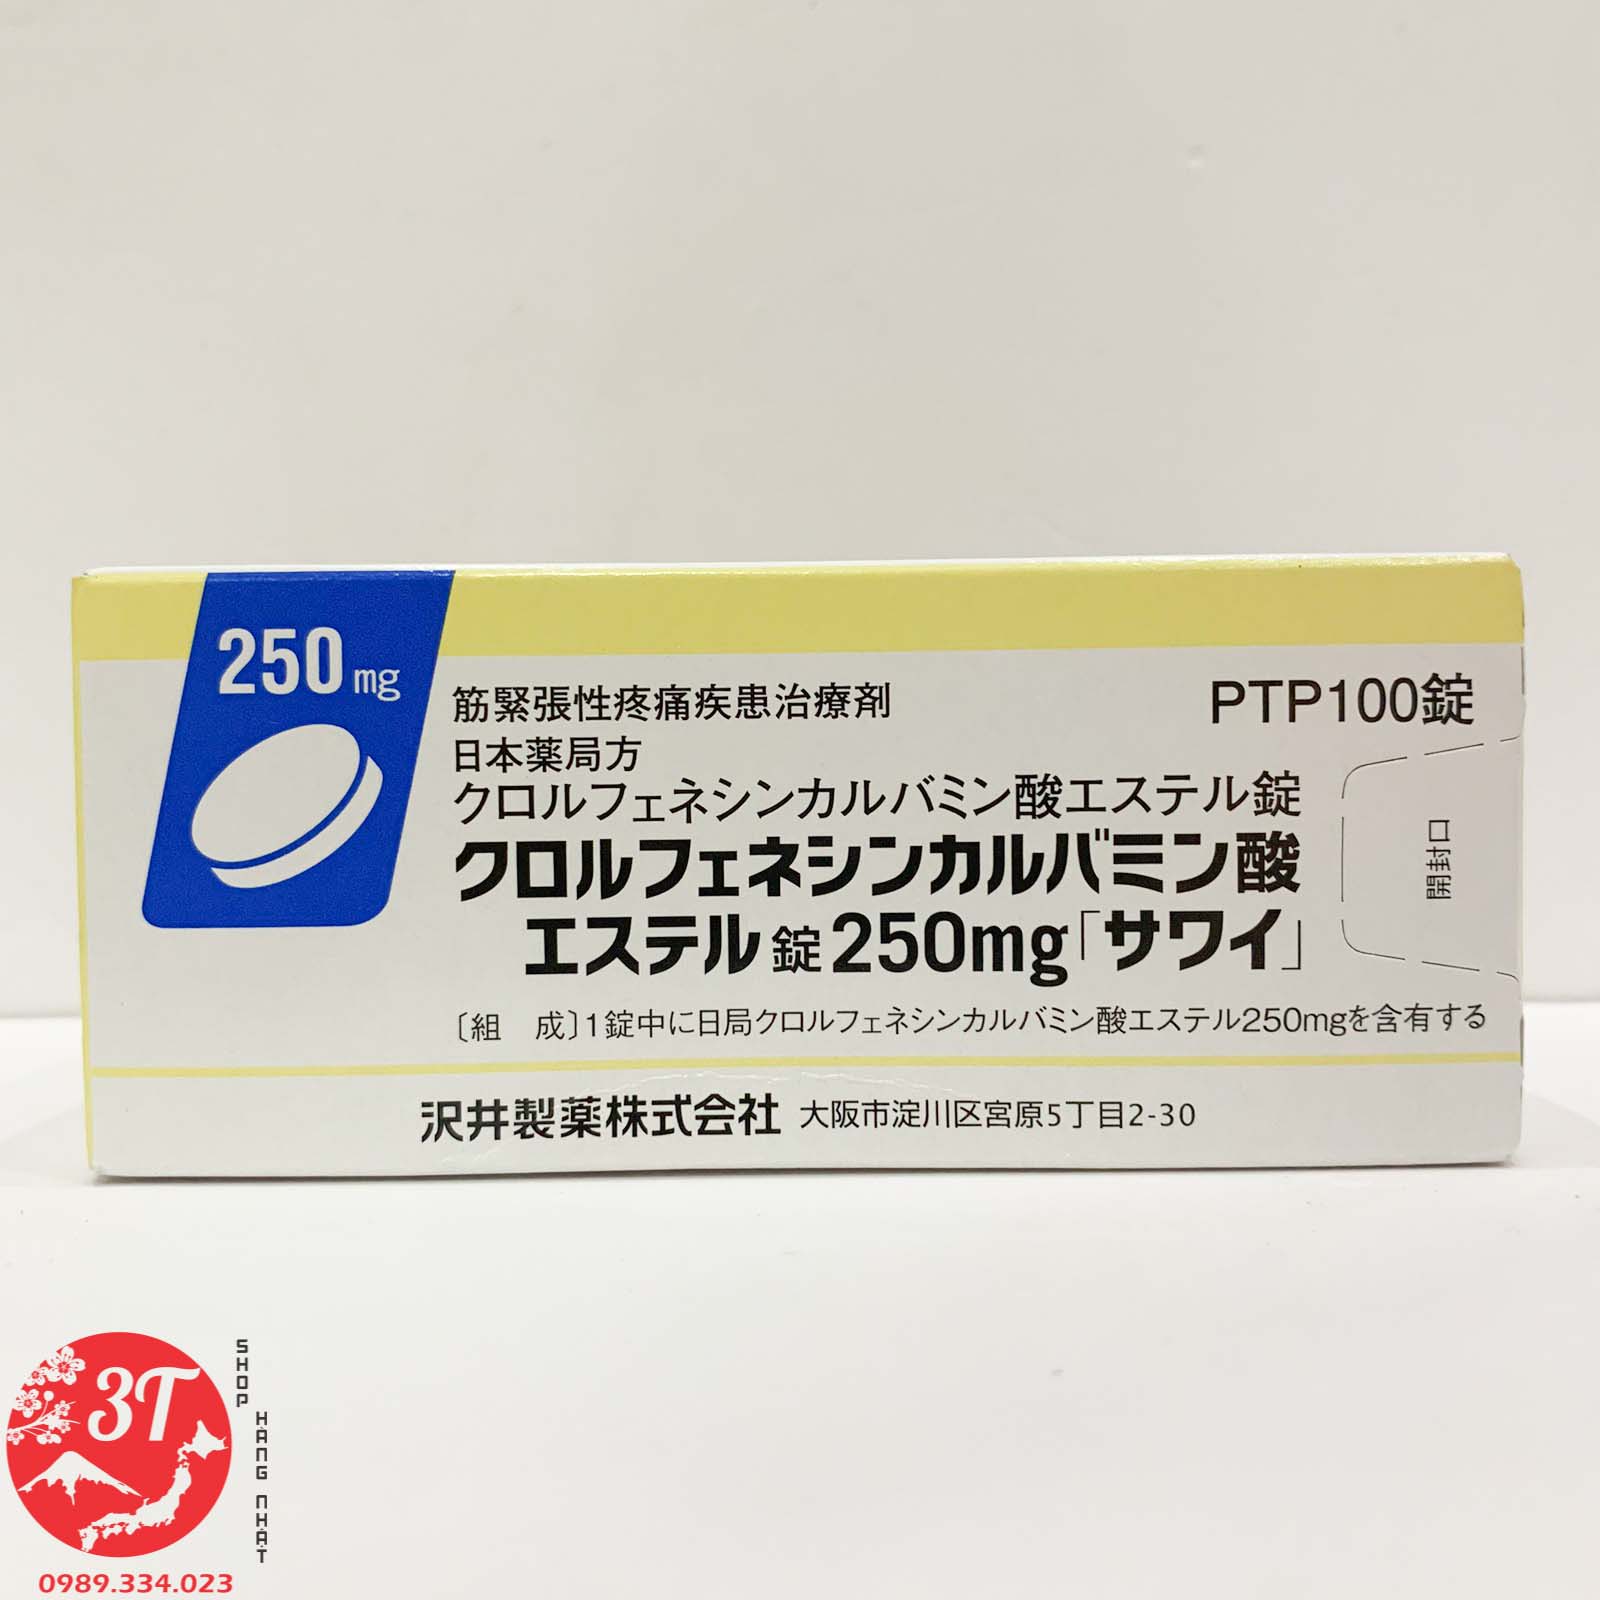 250mg
筋緊張性疼痛疾患治療剤
PTP100錠
日本薬局方
クロルフェネシンカルバミン酸エステル錠
クロルフェネシンカルバミン酸
エステル錠250mg「サワイ」
開封口
〔組　成〕1錠中に日局クロルフェネシンカルバミン酸エステル250mgを含有する
沢井製薬株式会社 大阪市淀川区宮原5丁目2-30
3T
SHOP
HÀNG NHẬT
0989.334.023